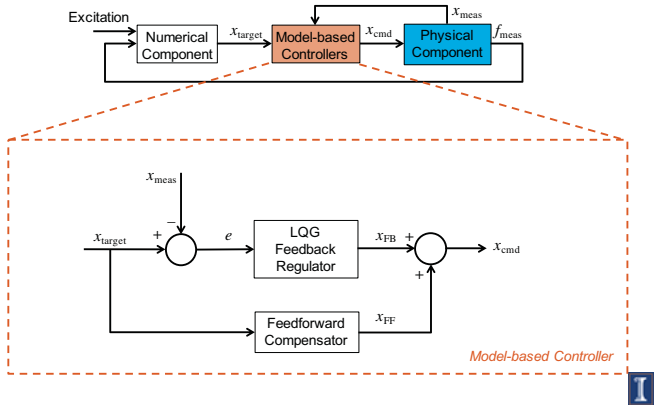 Excitation
Numerical
Component
x_target
Model-based
Controllers
x_cmd
x_meas
Physical
Component
f_meas
x_meas
−
x_target
+
e
LQG
Feedback
Regulator
x_FB
+
+
x_cmd
Feedforward
Compensator
x_FF
Model-based Controller
I